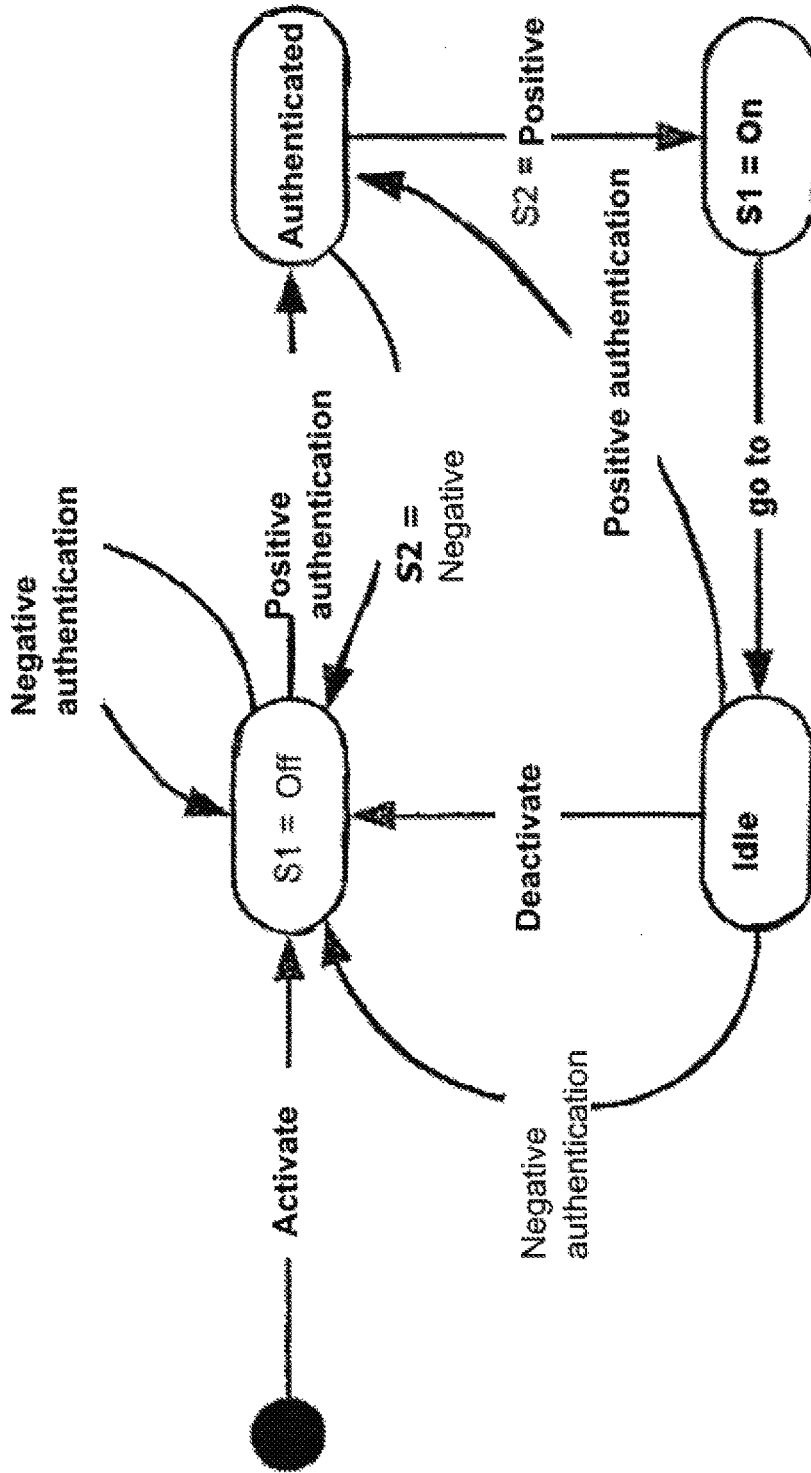 Negative
authentication
Activate
S1 = Off
Positive
authentication
Authenticated
S2 =
Negative
Negative
authentication
Deactivate
Positive authentication
S2 = Positive
Idle
go to
S1 = On